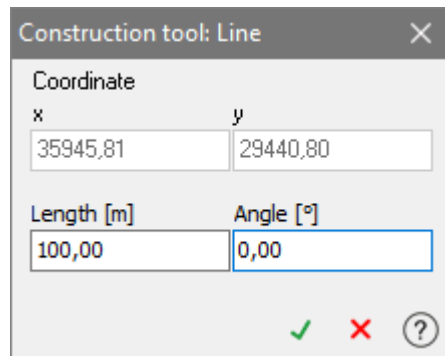 Construction tool: Line
Coordinate
x y
35945,81 29440,80
Length [m] Angle [°]
100,00 0,00
?